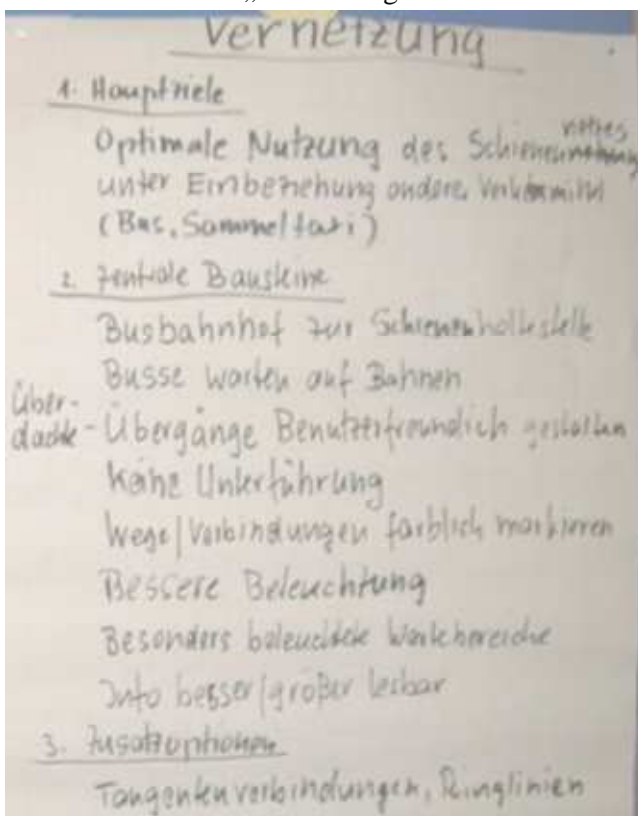 Vernetzung
1. Hauptziele
Optimale Nutzung des Schienennetzes
unter Einbeziehung anderer Verkehrsmittel
(Bus, Sammeltaxi)
2. Zentrale Bausteine
Busbahnhof zur Schienenhaltestelle
Busse warten auf Bahnen
Über-
dachte - Übergänge Benutzerfreundlich gestalten
Keine Unterführung
Wege/Verbindungen farblich markieren
Bessere Beleuchtung
Besonders beleuchtete Wartebereiche
Info besser/größer lesbar
3. Zusatzoptionen
Tangentenverbindungen, Ringlinien